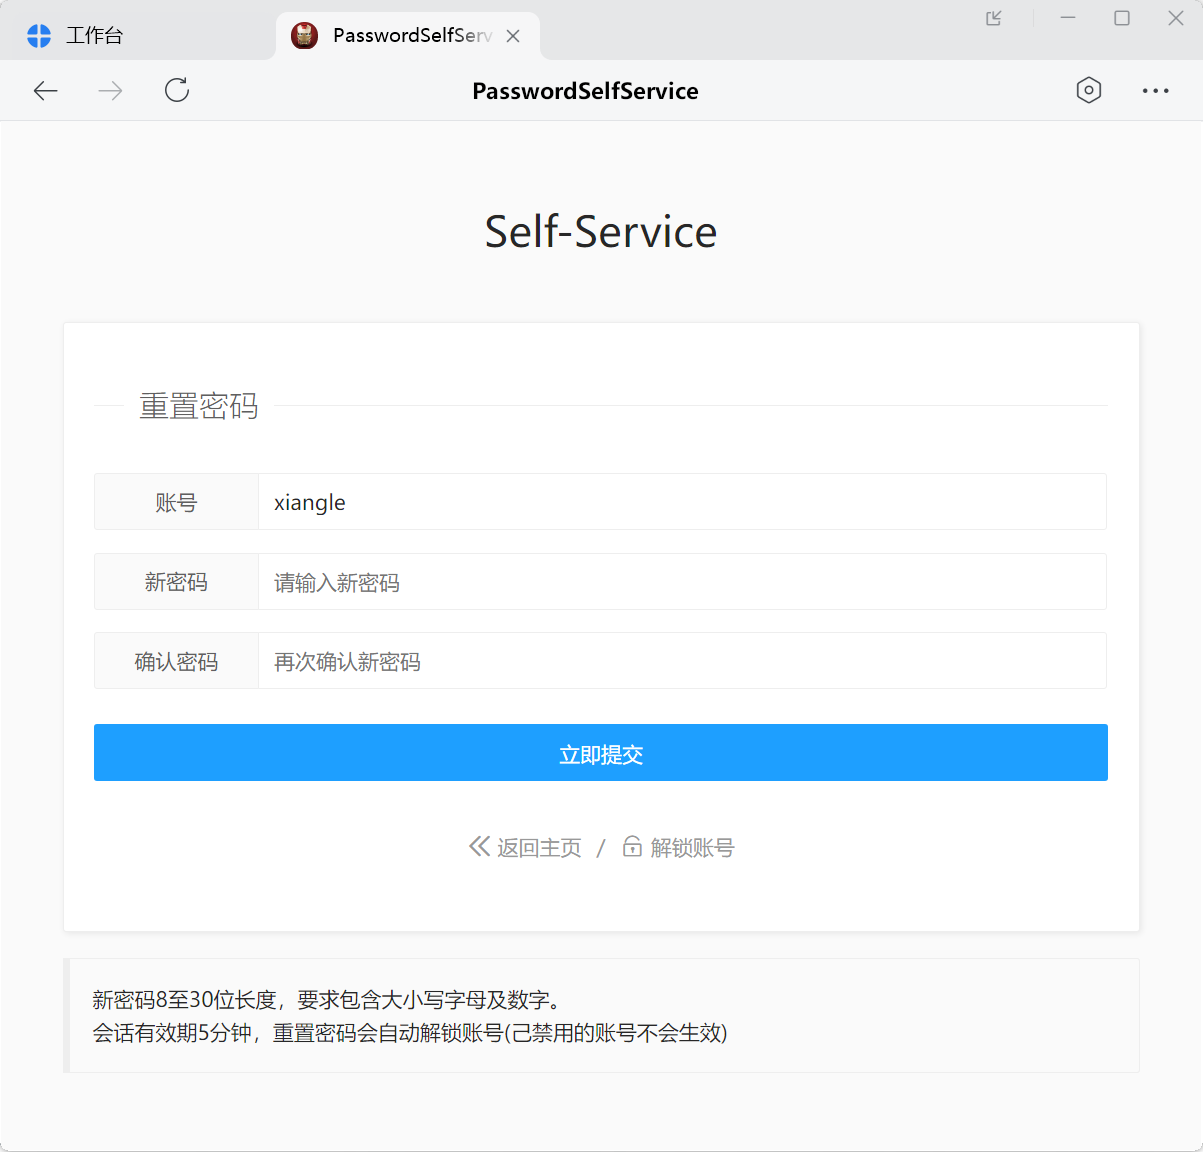 工作台
PasswordSelfServ
PasswordSelfService
Self-Service
重置密码
账号 xiangle
新密码 请输入新密码
确认密码 再次确认新密码
立即提交
返回主页 / 解锁账号
新密码8至30位长度，要求包含大小写字母及数字。
会话有效期5分钟，重置密码会自动解锁账号(己禁用的账号不会生效)